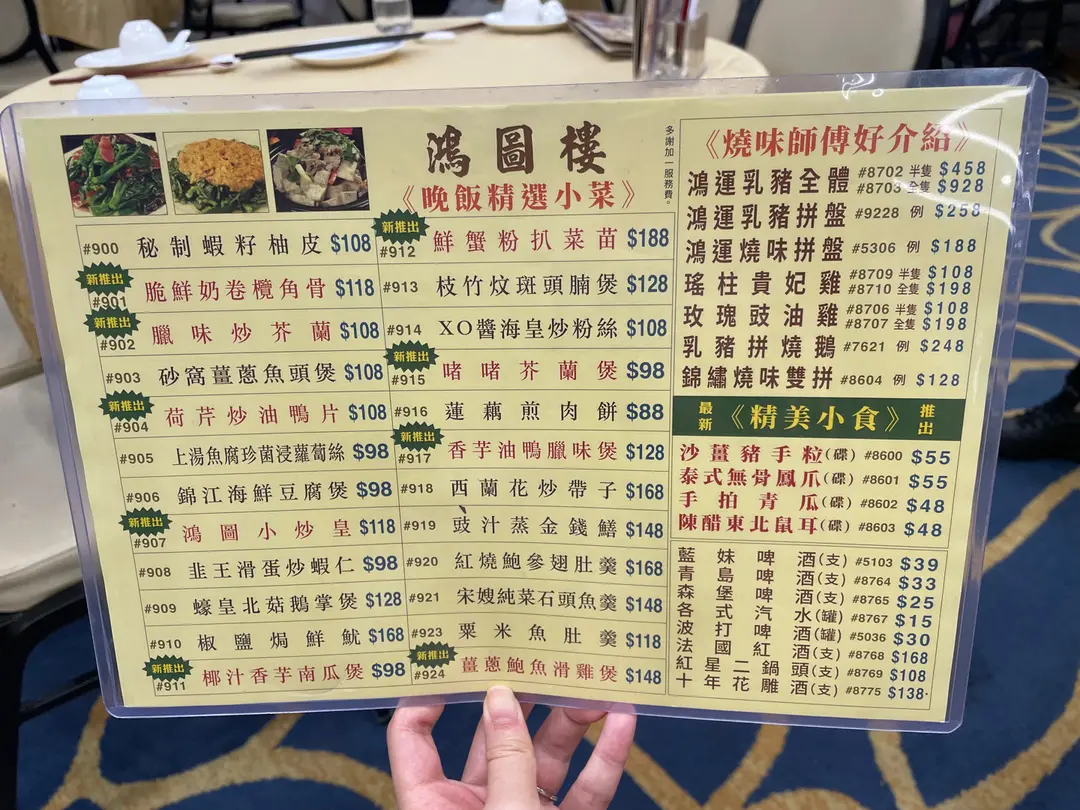 鴻圖樓
《晚飯精選小菜》
多謝加一服務費。
#900 秘制蝦籽柚皮 $108
新推出 #901 脆鮮奶卷欖角骨 $118
新推出 #902 臘味炒芥蘭 $108
#903 砂窩薑蔥魚頭煲 $108
新推出 #904 荷芹炒油鴨片 $108
#905 上湯魚腐珍菌浸蘿蔔絲 $98
#906 錦江海鮮豆腐煲 $98
新推出 #907 鴻圖小炒皇 $118
#908 韭王滑蛋炒蝦仁 $98
#909 蠔皇北菇鵝掌煲 $128
#910 椒鹽焗鮮魷 $168
新推出 #911 椰汁香芋南瓜煲 $98
新推出 #912 鮮蟹粉扒菜苗 $188
#913 枝竹炆斑頭腩煲 $128
#914 XO醬海皇炒粉絲 $108
新推出 #915 啫啫芥蘭煲 $98
#916 蓮藕煎肉餅 $88
新推出 #917 香芋油鴨臘味煲 $128
#918 西蘭花炒帶子 $168
#919 豉汁蒸金錢鱔 $148
#920 紅燒鮑參翅肚羹 $168
#921 宋嫂純菜石頭魚羹 $148
#923 粟米魚肚羹 $118
新推出 #924 薑蔥鮑魚滑雞煲 $148
《燒味師傅好介紹》
鴻運乳豬全體 #8702 半隻 $458
#8703 全隻 $928
鴻運乳豬拼盤 #9228 例 $258
鴻運燒味拼盤 #5306 例 $188
瑤柱貴妃雞 #8709 半隻 $108
#8710 全隻 $198
玫瑰豉油雞 #8706 半隻 $108
#8707 全隻 $198
乳豬拼燒鵝 #7621 例 $248
錦繡燒味雙拼 #8604 例 $128
最新《精美小食》推出
沙薑豬手粒(碟) #8600 $55
泰式無骨鳳爪(碟) #8601 $55
手拍青瓜(碟) #8602 $48
陳醋東北鼠耳(碟) #8603 $48
藍妹啤酒(支) #5103 $39
青島啤酒(支) #8764 $33
森堡啤酒(支) #8765 $25
各式汽水(罐) #8767 $15
波打啤酒(罐) #5036 $30
法國紅酒(支) #8768 $168
紅星二鍋頭(支) #8769 $108
十年花雕酒(支) #8775 $138